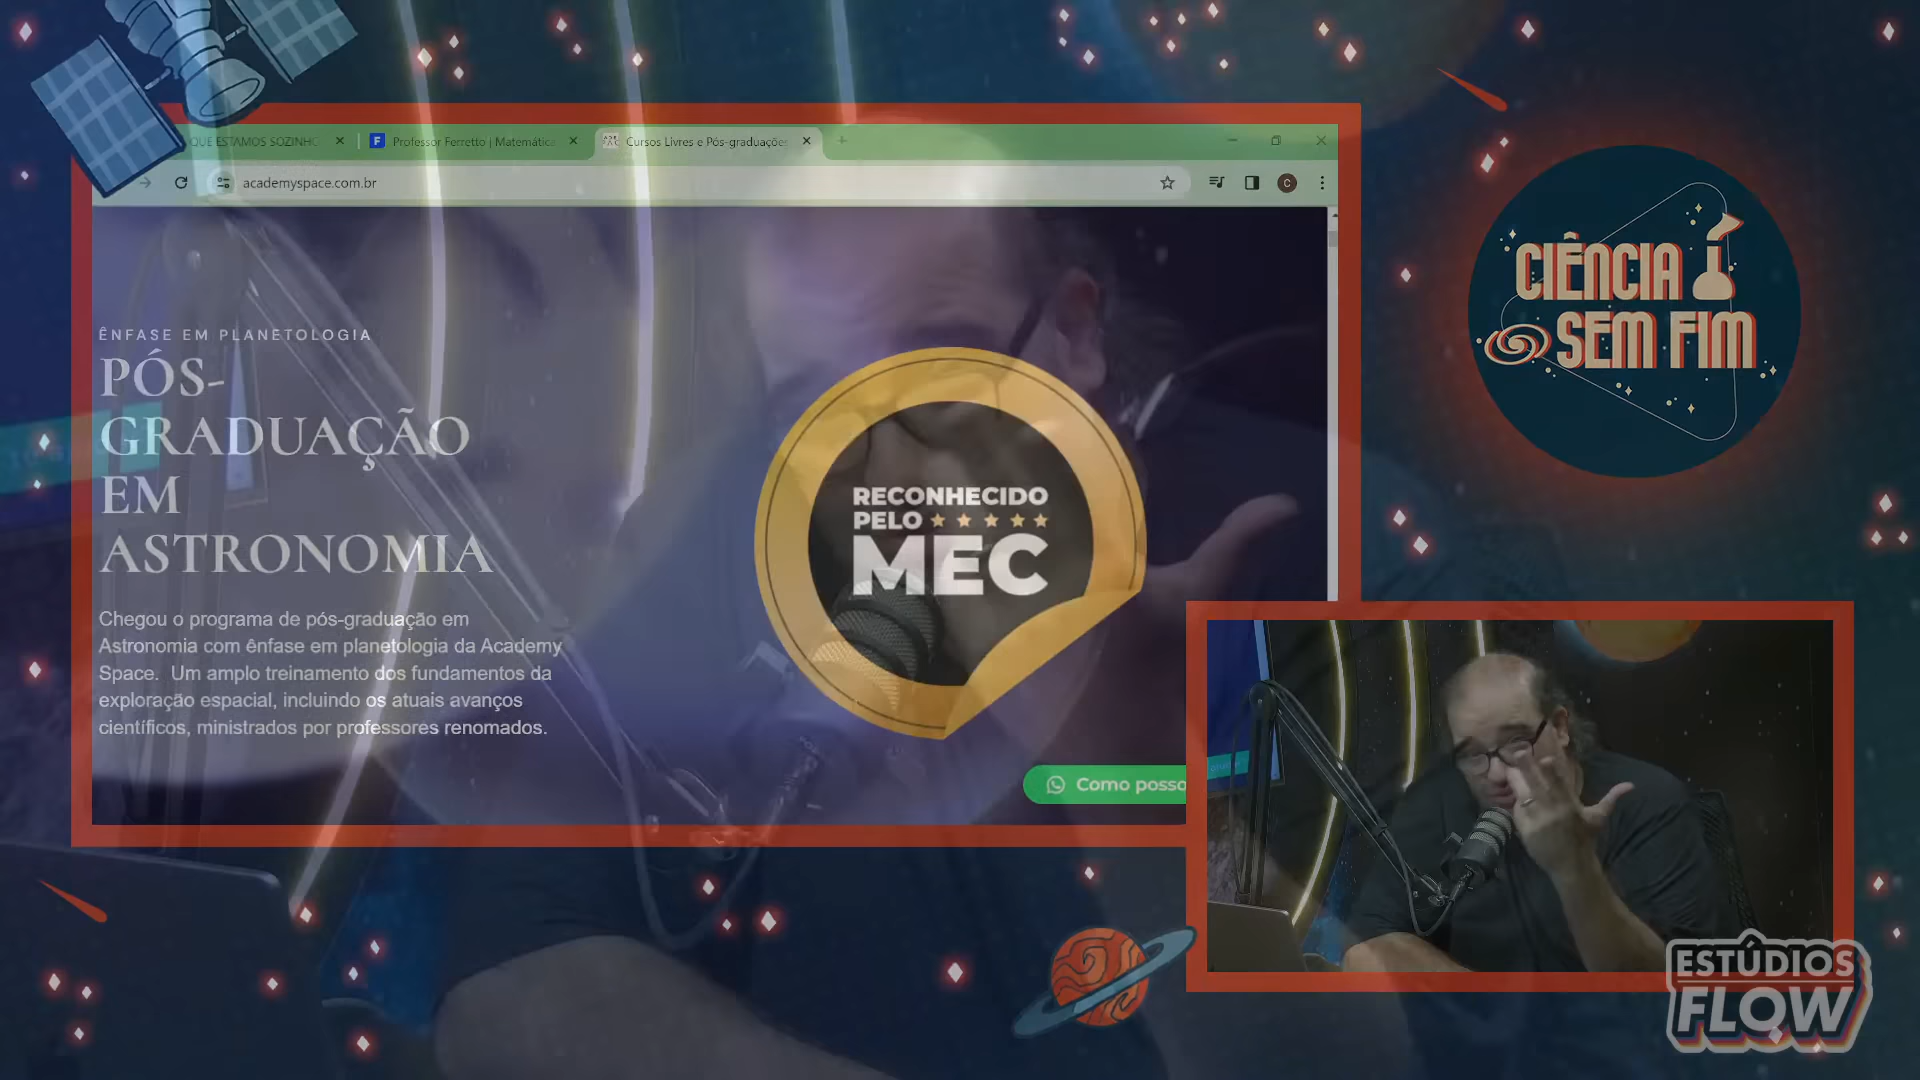 QUE ESTAMOS SOZINHO
Professor Ferretto | Matemática
Cursos Livres e Pós-graduações
academyspace.com.br
ÊNFASE EM PLANETOLOGIA
PÓS-
GRADUAÇÃO
EM
ASTRONOMIA
Chegou o programa de pós-graduação em
Astronomia com ênfase em planetologia da Academy
Space. Um amplo treinamento dos fundamentos da
exploração espacial, incluindo os atuais avanços
científicos, ministrados por professores renomados.
RECONHECIDO
PELO
MEC
Como posso
CIÊNCIA
SEM FIM
ESTÚDIOS
FLOW